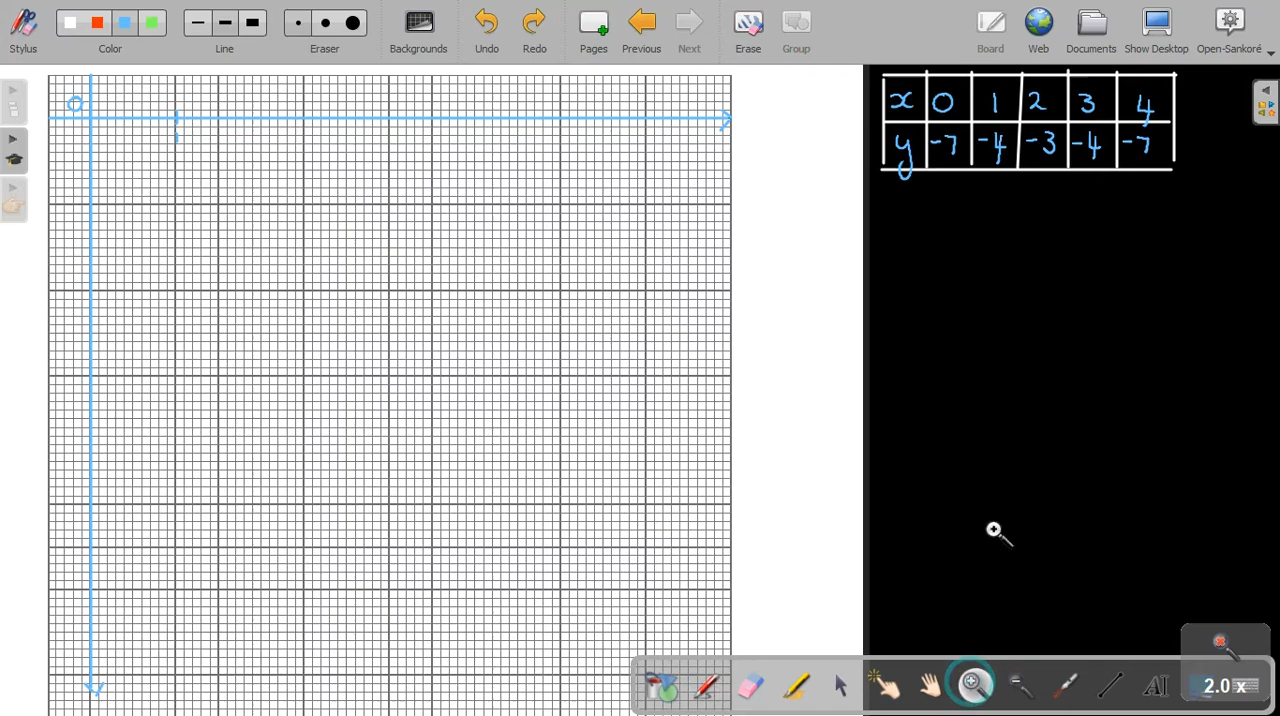 Stylus Color Line Eraser Backgrounds Undo Redo Pages Previous Next Erase Group Board Web Documents Show Desktop Open-Sankoré
O
x 0 1 2 3 4
y -7 -4 -3 -4 -7
2.0 x